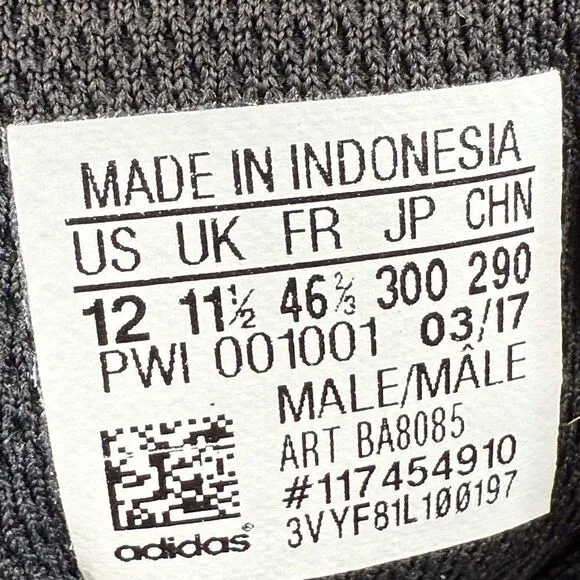 MADE IN INDONESIA
US UK FR JP CHN
12 11½ 46⅔ 300 290
PWI 001001 03/17
MALE/MÂLE
ART BA8085
#117454910
3VYF81L100197
adidas®